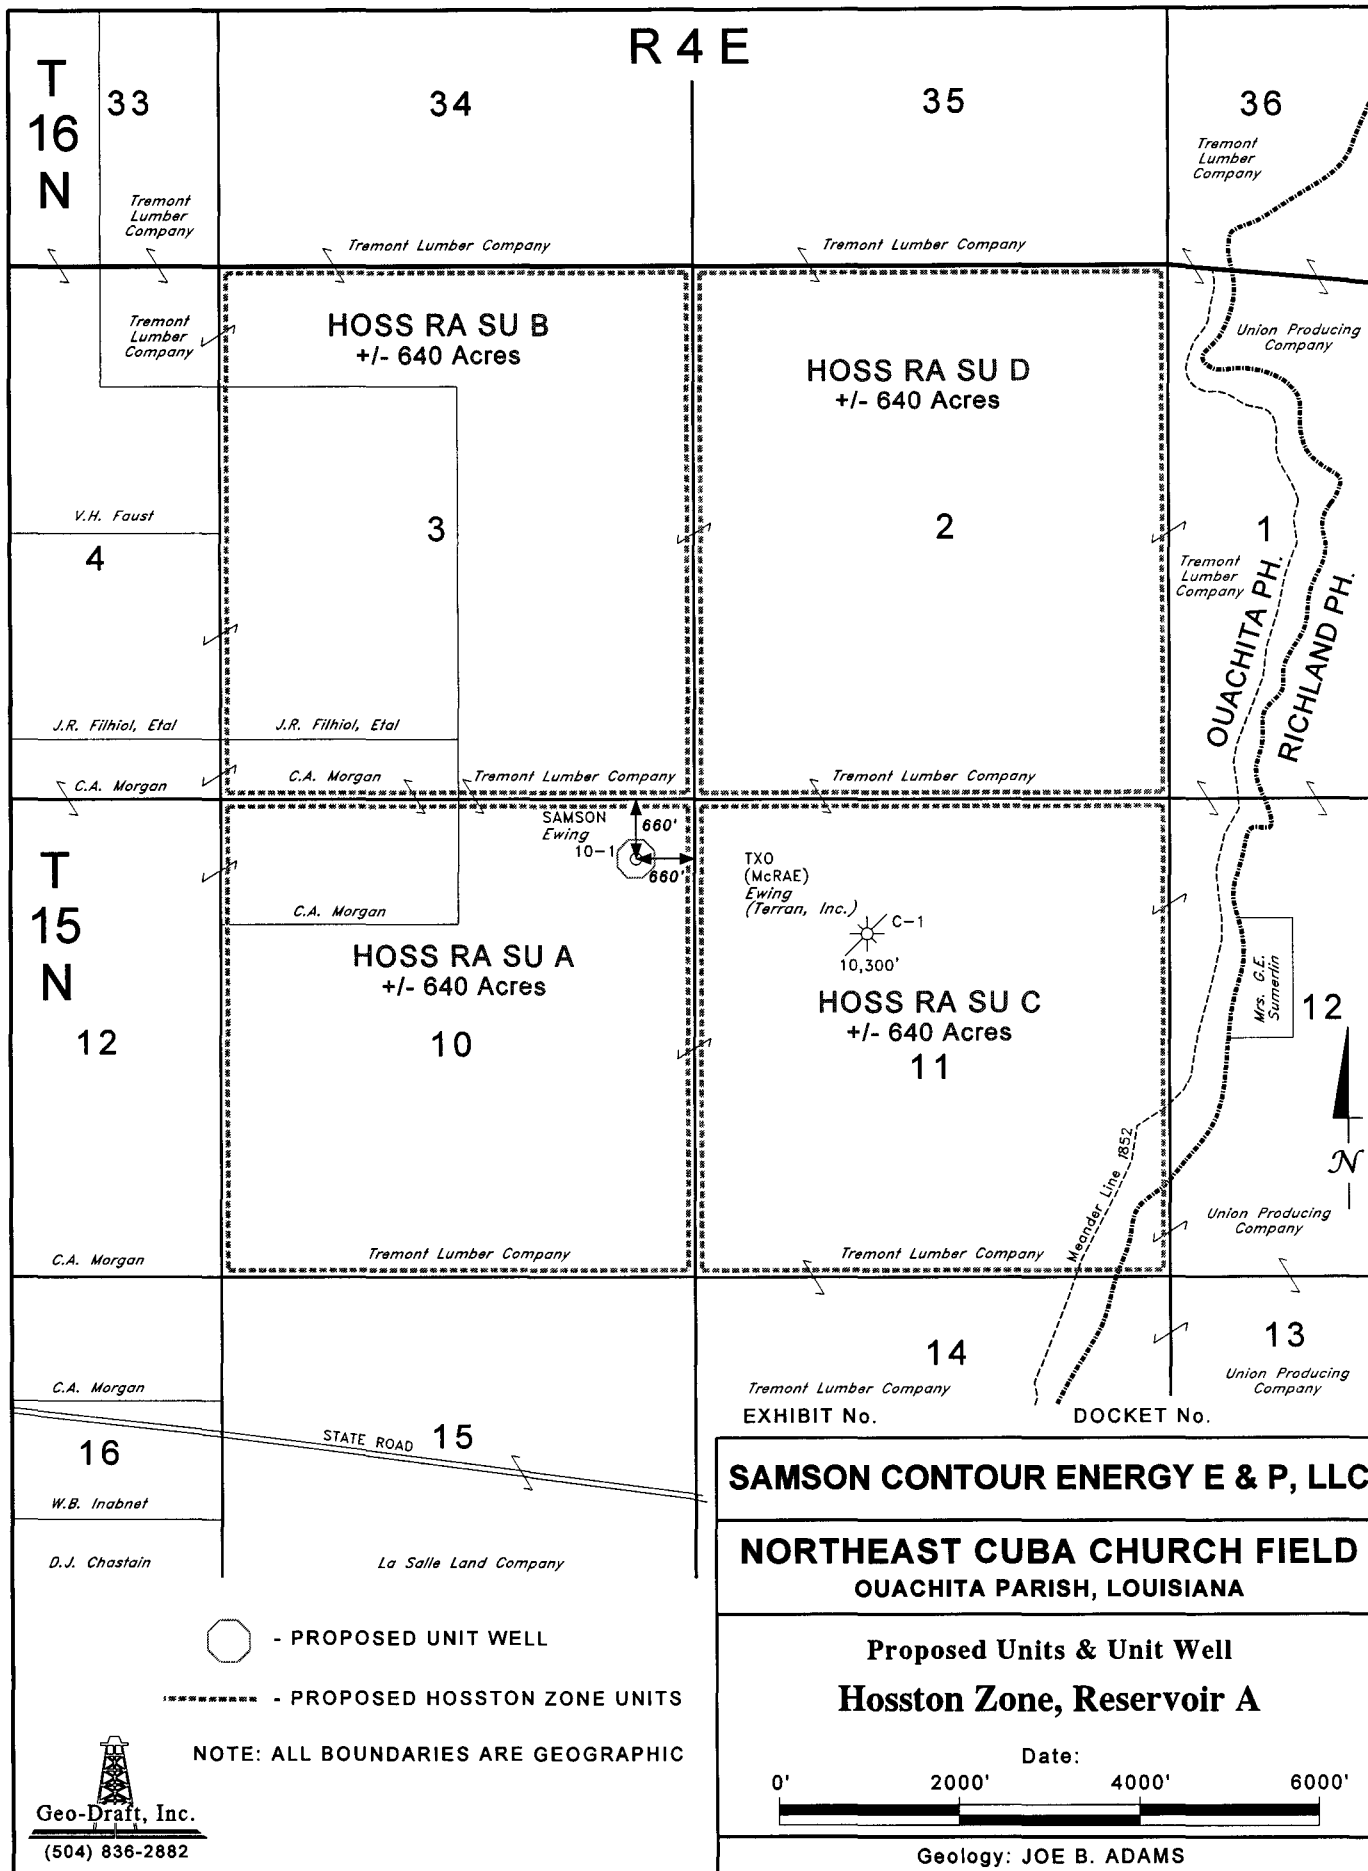 R 4 E
T
16
N
33
34
35
36
Tremont
Lumber
Company
Tremont
Lumber
Company
Tremont Lumber Company
Tremont Lumber Company
Tremont
Lumber
Company
HOSS RA SU B
+/- 640 Acres
HOSS RA SU D
+/- 640 Acres
Union Producing
Company
V.H. Faust
4
3
2
1
Tremont
Lumber
Company
OUACHITA PH.
RICHLAND PH.
J.R. Filhiol, Etal
J.R. Filhiol, Etal
C.A. Morgan
C.A. Morgan
Tremont Lumber Company
Tremont Lumber Company
T
15
N
SAMSON
Ewing
10-1
660'
660'
TXO
(McRAE)
Ewing
(Terran, Inc.)
C-1
10,300'
C.A. Morgan
HOSS RA SU A
+/- 640 Acres
10
HOSS RA SU C
+/- 640 Acres
11
12
Mrs. G.E.
Sumerlin
12
N
Meander Line 1852
Union Producing
Company
C.A. Morgan
Tremont Lumber Company
Tremont Lumber Company
14
13
C.A. Morgan
Tremont Lumber Company
Union Producing
Company
EXHIBIT No.
DOCKET No.
16
STATE ROAD
15
W.B. Inabnet
D.J. Chastain
La Salle Land Company
SAMSON CONTOUR ENERGY E & P, LLC
NORTHEAST CUBA CHURCH FIELD
OUACHITA PARISH, LOUISIANA
Proposed Units & Unit Well
Hosston Zone, Reservoir A
Date:
0' 2000' 4000' 6000'
Geology: JOE B. ADAMS
- PROPOSED UNIT WELL
- PROPOSED HOSSTON ZONE UNITS
NOTE: ALL BOUNDARIES ARE GEOGRAPHIC
Geo-Draft, Inc.
(504) 836-2882